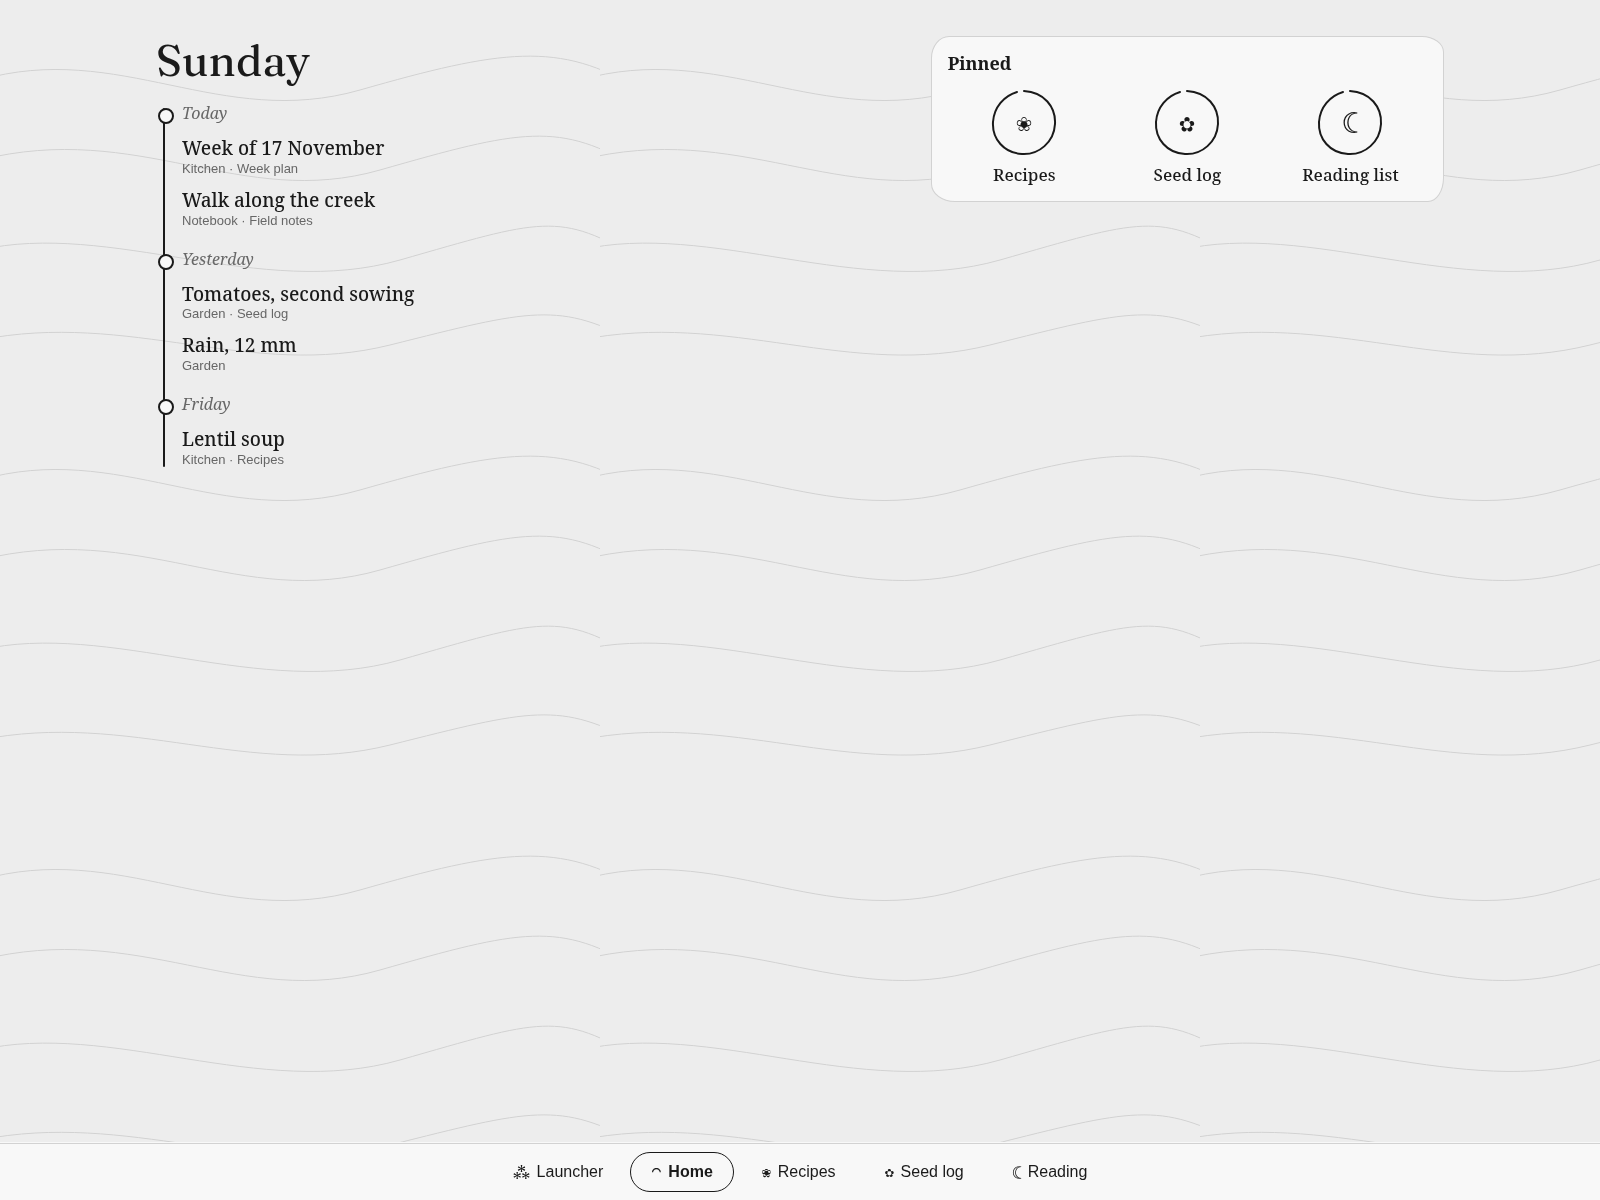 Sunday
Today
Week of 17 November
Kitchen · Week plan
Walk along the creek
Notebook · Field notes
Yesterday
Tomatoes, second sowing
Garden · Seed log
Rain, 12 mm
Garden
Friday
Lentil soup
Kitchen · Recipes
Pinned
Recipes
Seed log
Reading list
Launcher
Home
Recipes
Seed log
Reading